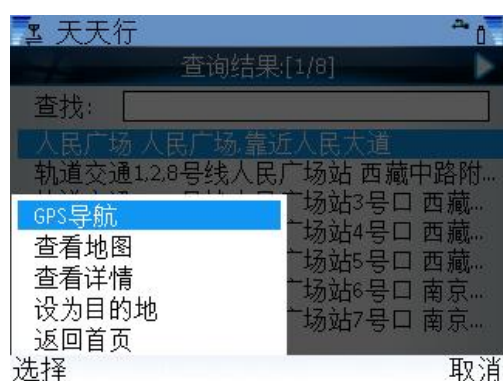 天天行
查询结果:[1/8]
查找:
人民广场 人民广场,靠近人民大道
轨道交通1,2,8号线人民广场站 西藏中路附...
广场站3号口 西藏...
GPS导航
广场站4号口 西藏...
查看地图
广场站5号口 西藏...
查看详情
广场站6号口 南京...
设为目的地
广场站7号口 南京...
返回首页
选择 取消